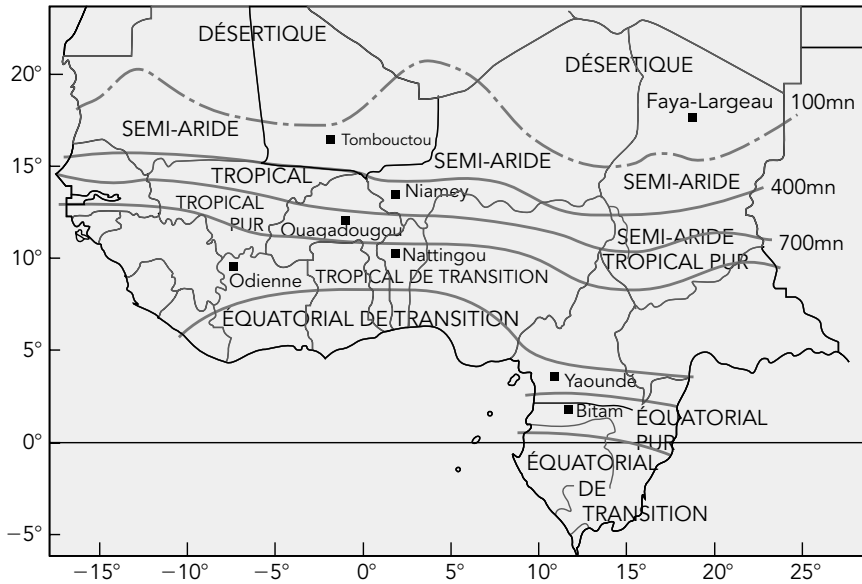 DÉSERTIQUE
DÉSERTIQUE
20°
Faya-Largeau
100mn
SEMI-ARIDE
Tombouctou
15°
TROPICAL
SEMI-ARIDE
SEMI-ARIDE
400mn
Niamey
TROPICAL
PUR
Ouaqadougou
SEMI-ARIDE
700mn
10°
Nattingou
TROPICAL PUR
Odienne
TROPICAL DE TRANSITION
ÉQUATORIAL DE TRANSITION
5°
Yaoundé
Bitam
ÉQUATORIAL
PUR
0°
ÉQUATORIAL
DE
TRANSITION
−5°
−15°
−10°
−5°
0°
5°
10°
15°
20°
25°